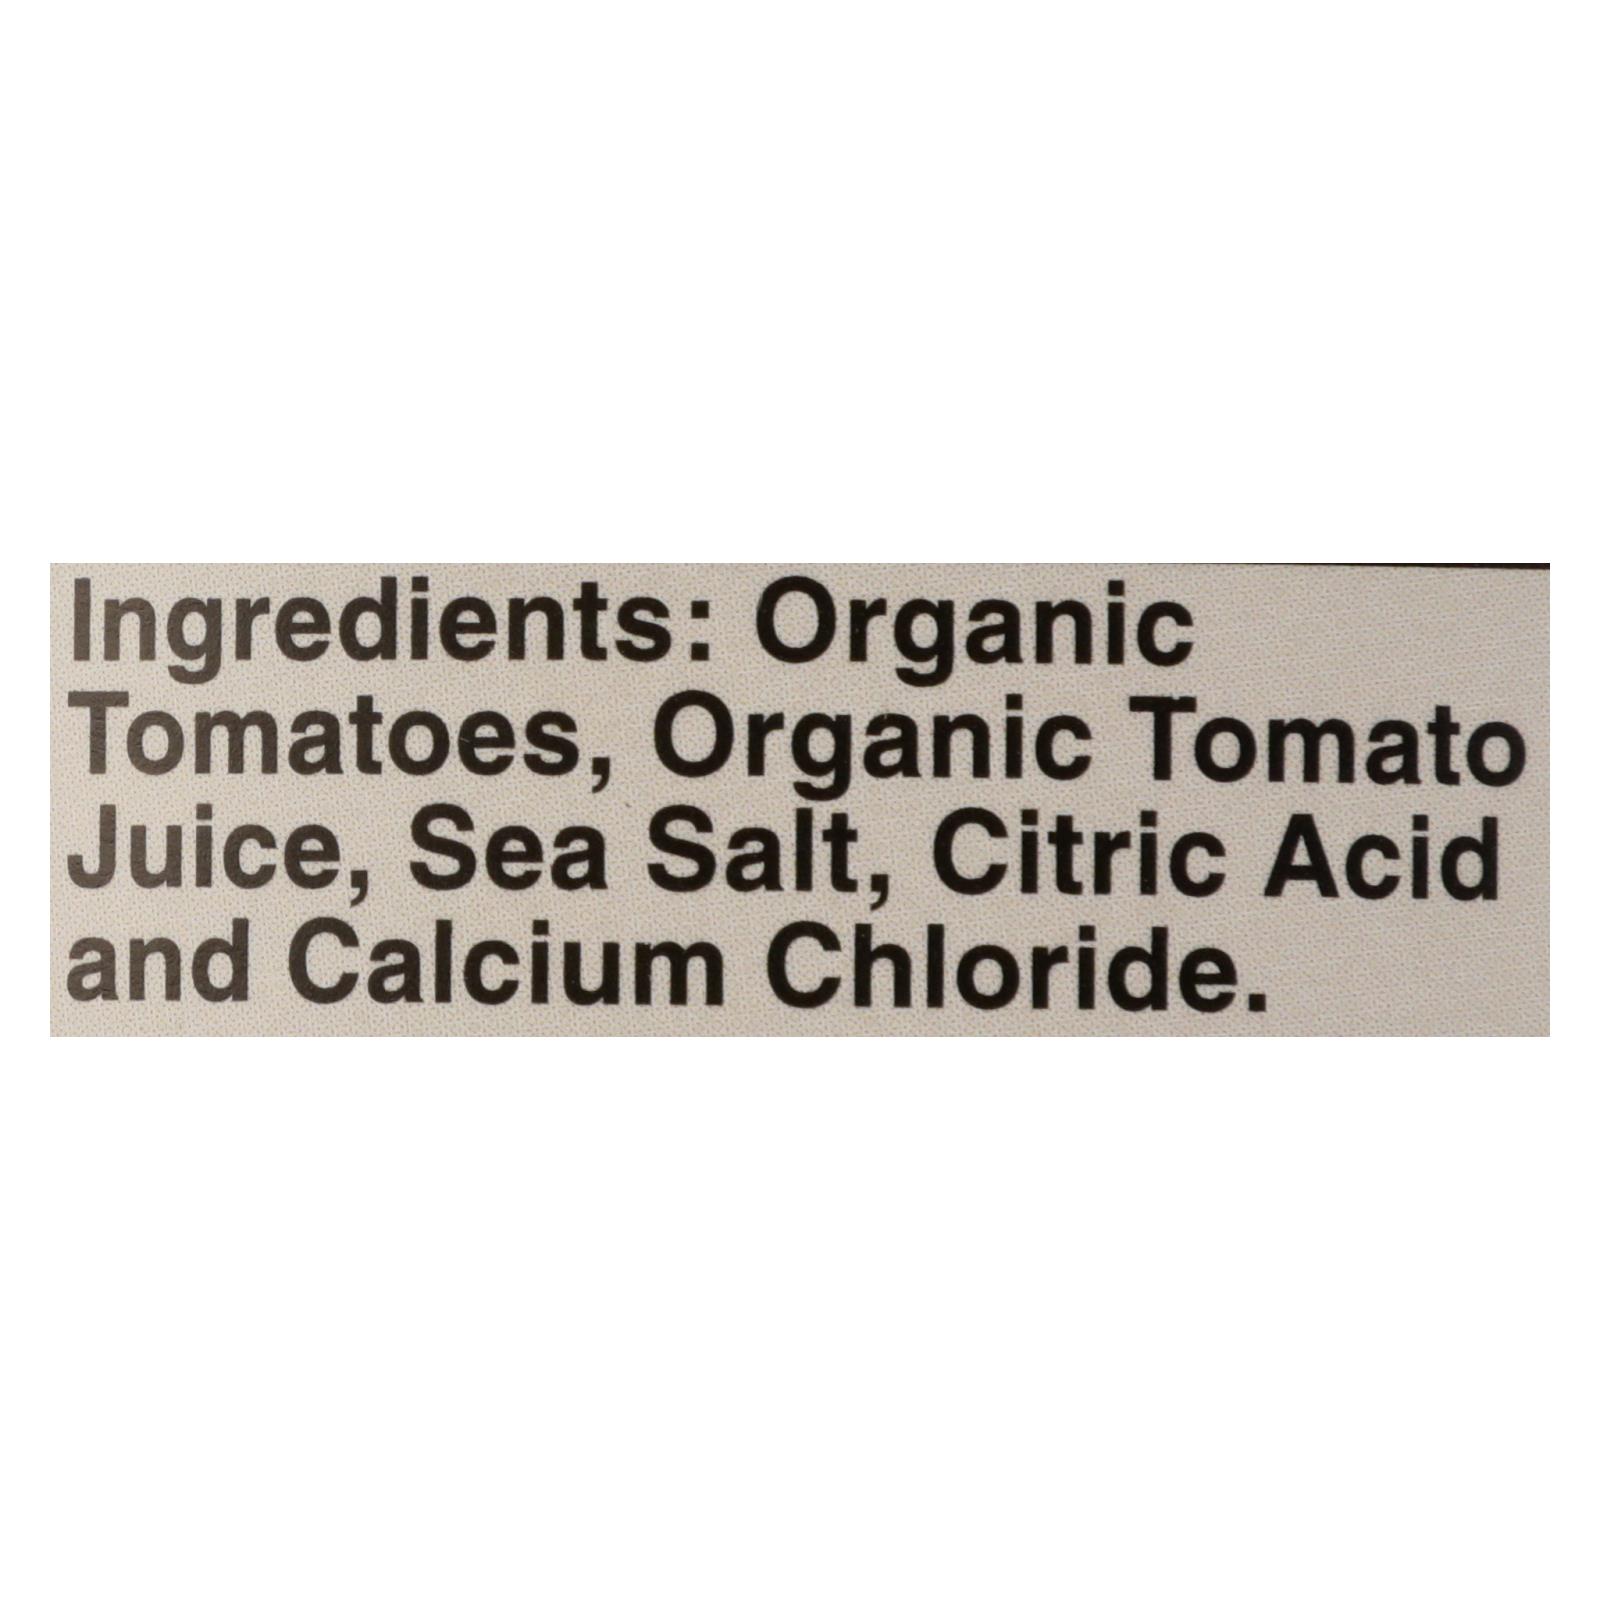 Ingredients: Organic
Tomatoes, Organic Tomato
Juice, Sea Salt, Citric Acid
and Calcium Chloride.